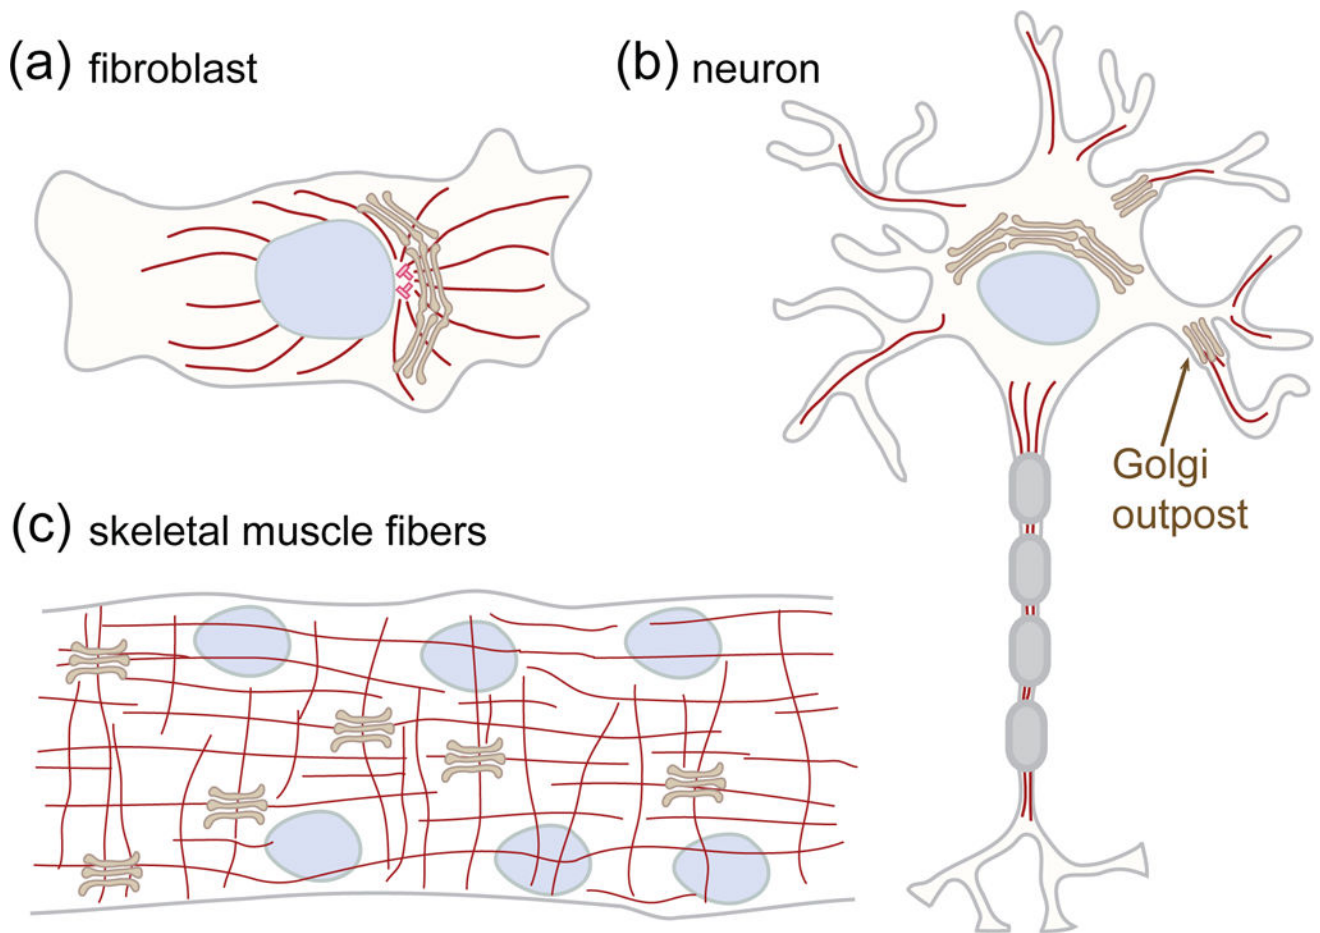 (a) fibroblast
(b) neuron
Golgi
outpost
(c) skeletal muscle fibers